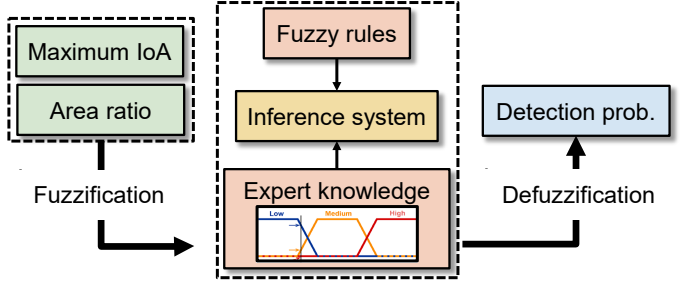 Maximum IoA
Area ratio
Fuzzification
Fuzzy rules
Inference system
Expert knowledge
Low Medium High
Detection prob.
Defuzzification